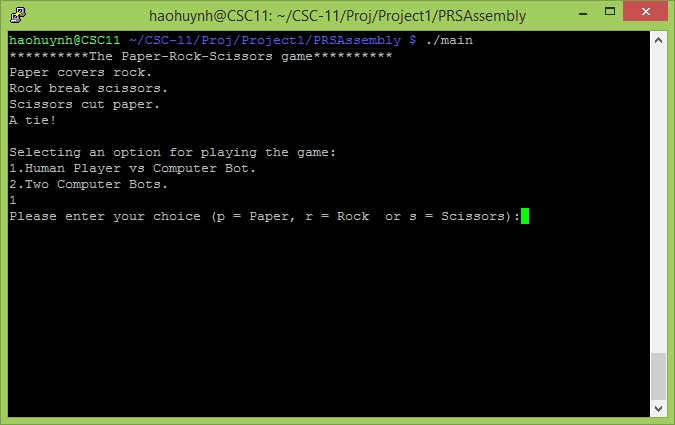 haohuynh@CSC11: ~/CSC-11/Proj/Project1/PRSAssembly
haohuynh@CSC11 ~/CSC-11/Proj/Project1/PRSAssembly $ ./main
**********The Paper-Rock-Scissors game**********
Paper covers rock.
Rock break scissors.
Scissors cut paper.
A tie!
Selecting an option for playing the game:
1.Human Player vs Computer Bot.
2.Two Computer Bots.
1
Please enter your choice (p = Paper, r = Rock  or s = Scissors):